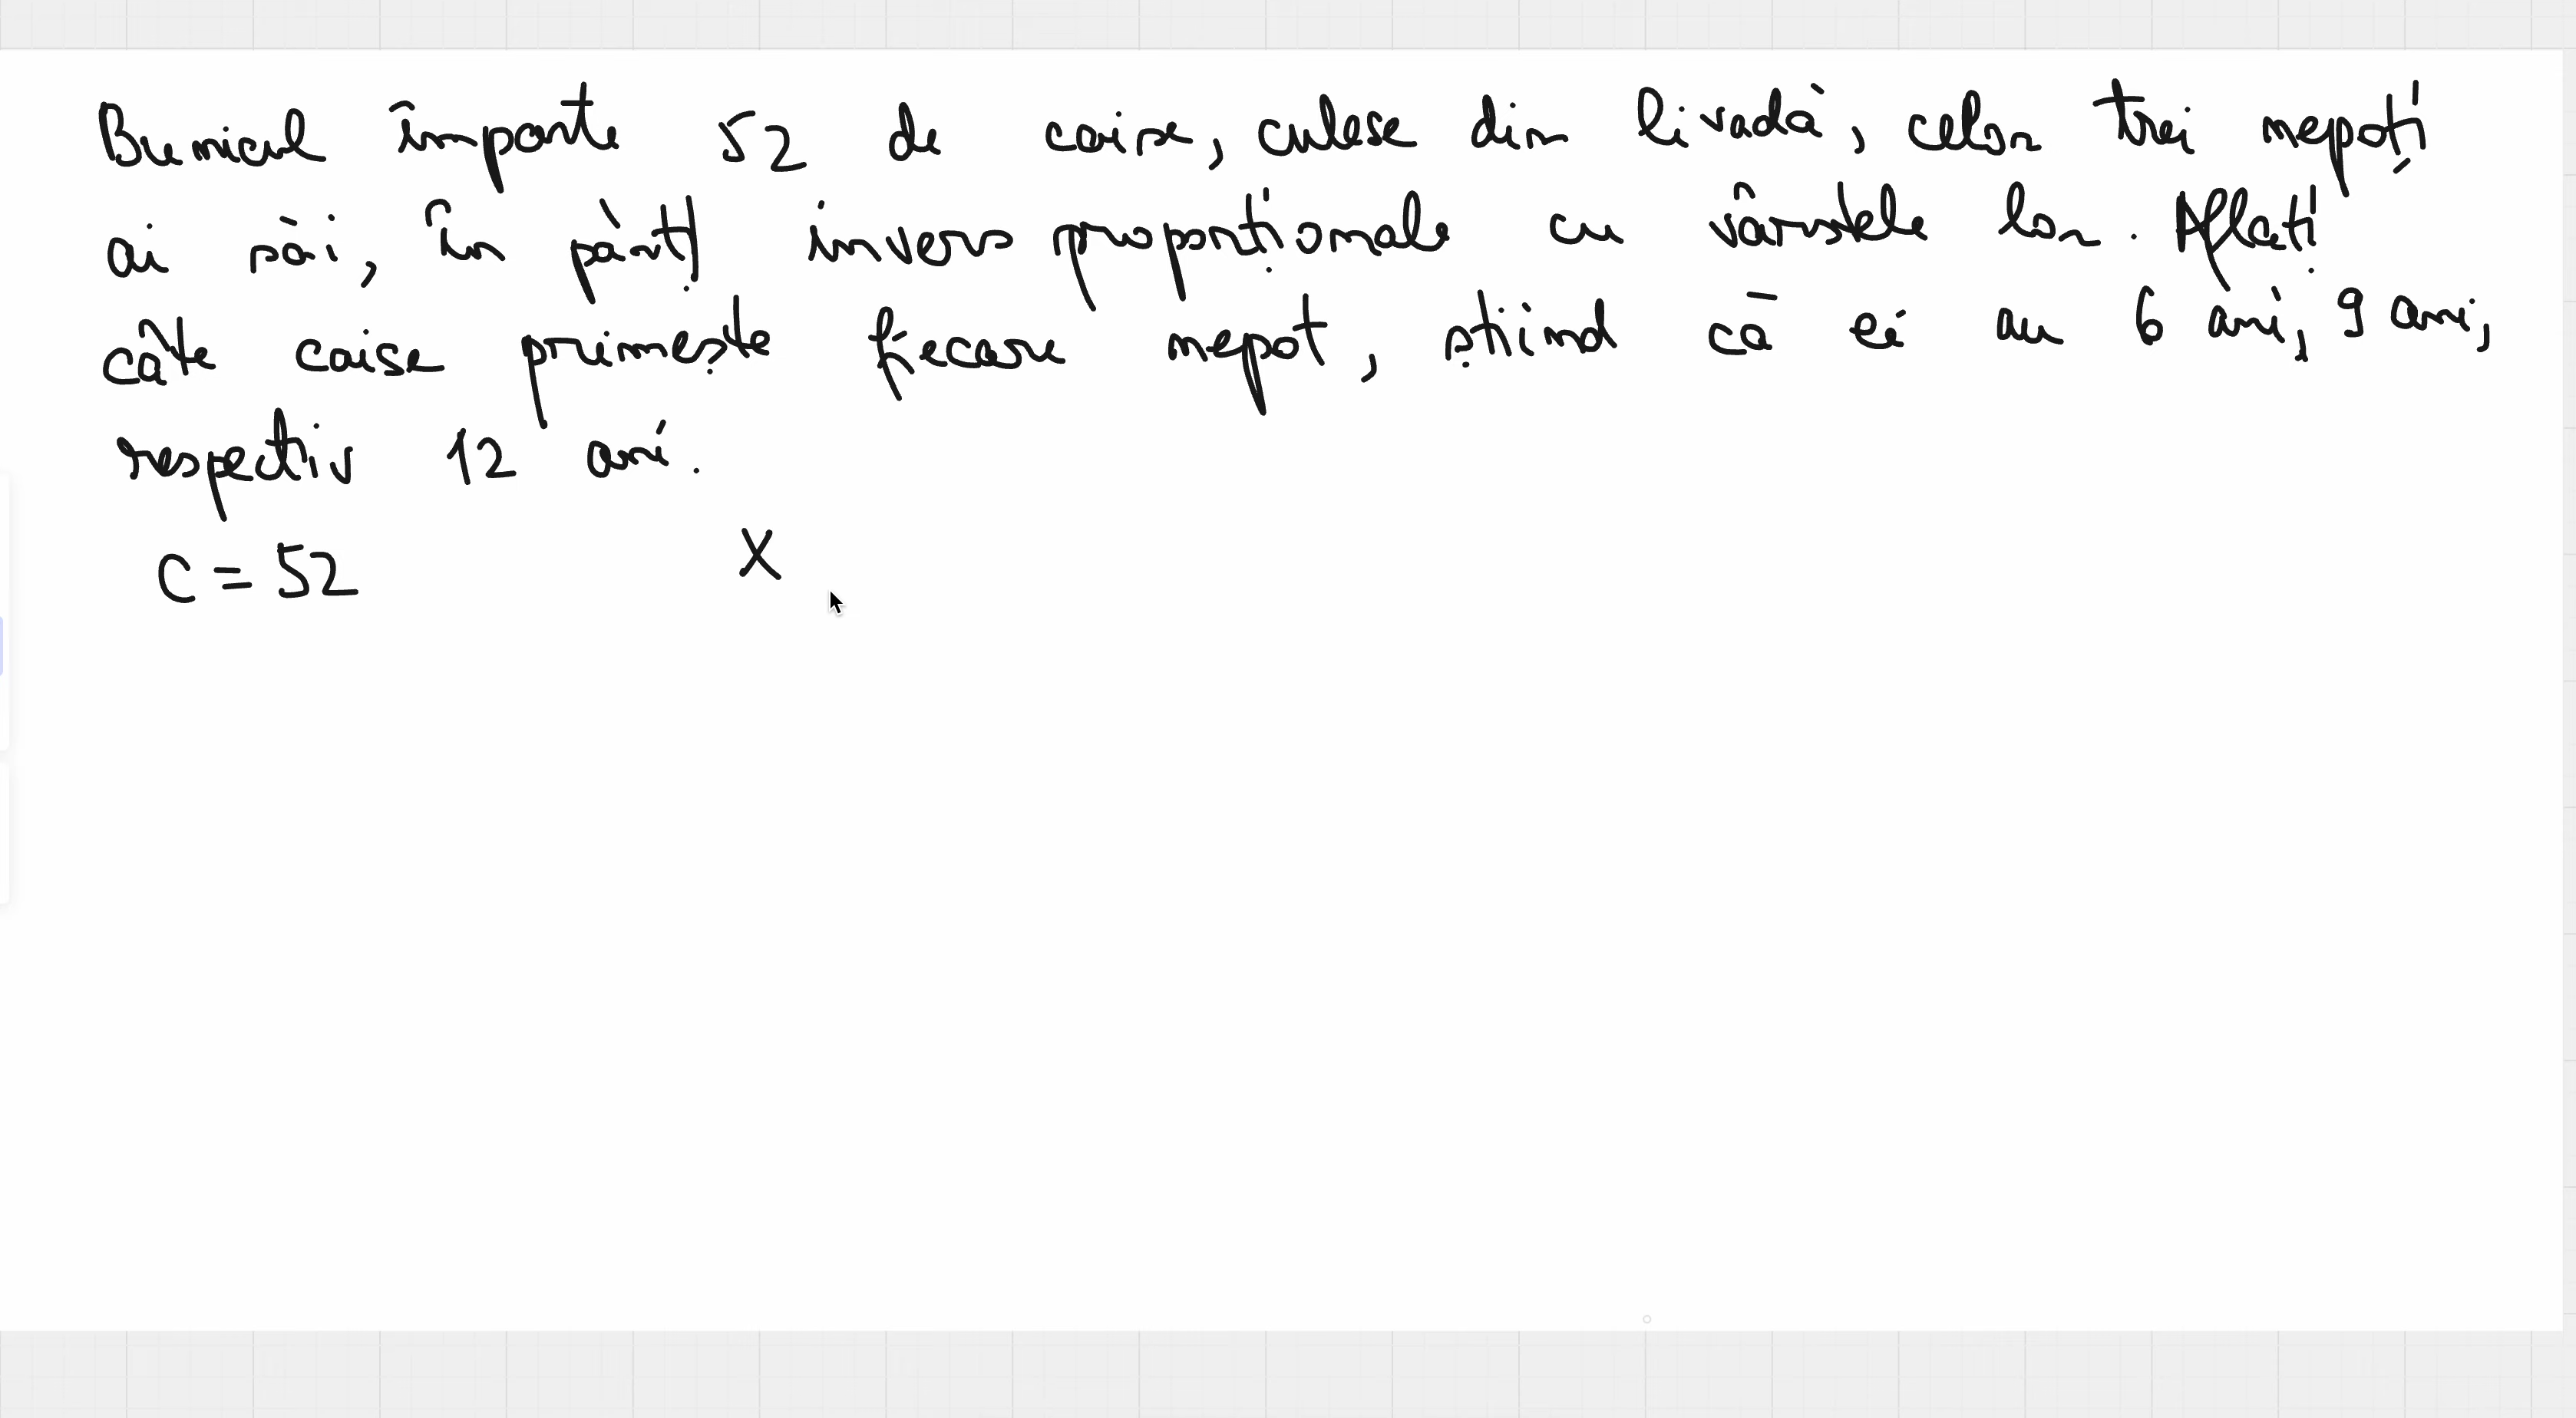 Bunicul împarte 52 de caise, culese din livadă, celor trei nepoți
ai săi, în părți invers proporționale cu vârstele lor. Aflați
câte caise primește fiecare nepot, știind că ei au 6 ani, 9 ani,
respectiv 12 ani.
C = 52 X